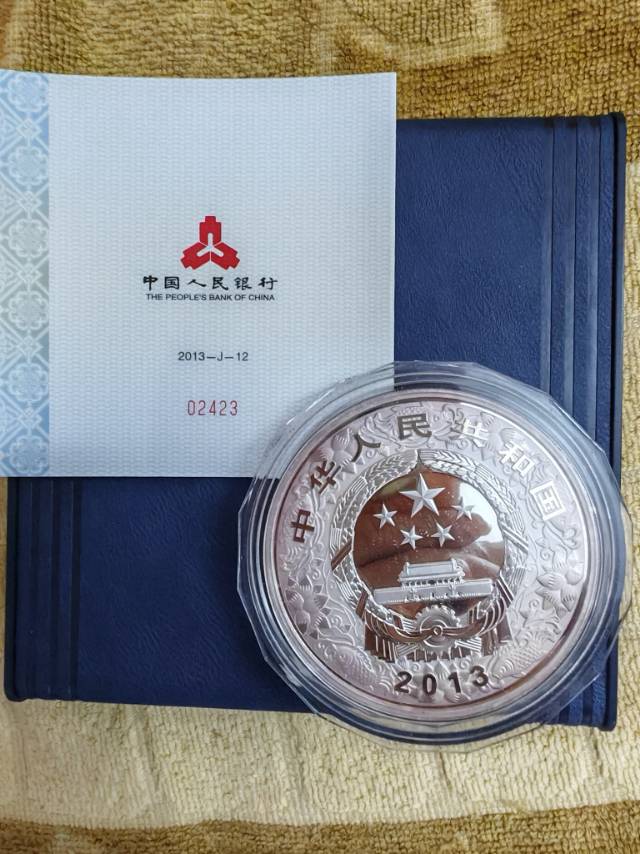 中国人民银行
THE PEOPLE'S BANK OF CHINA
2013—J—12
02423
中华人民共和国
2013